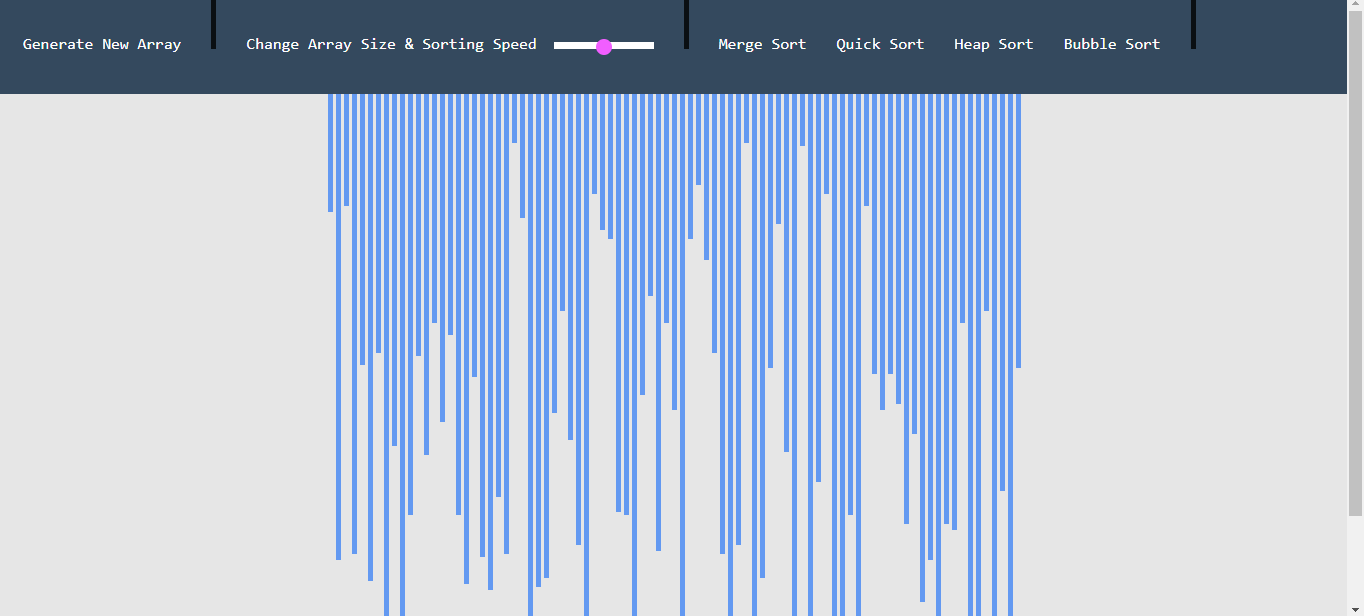 Generate New Array
Change Array Size & Sorting Speed
Merge Sort
Quick Sort
Heap Sort
Bubble Sort